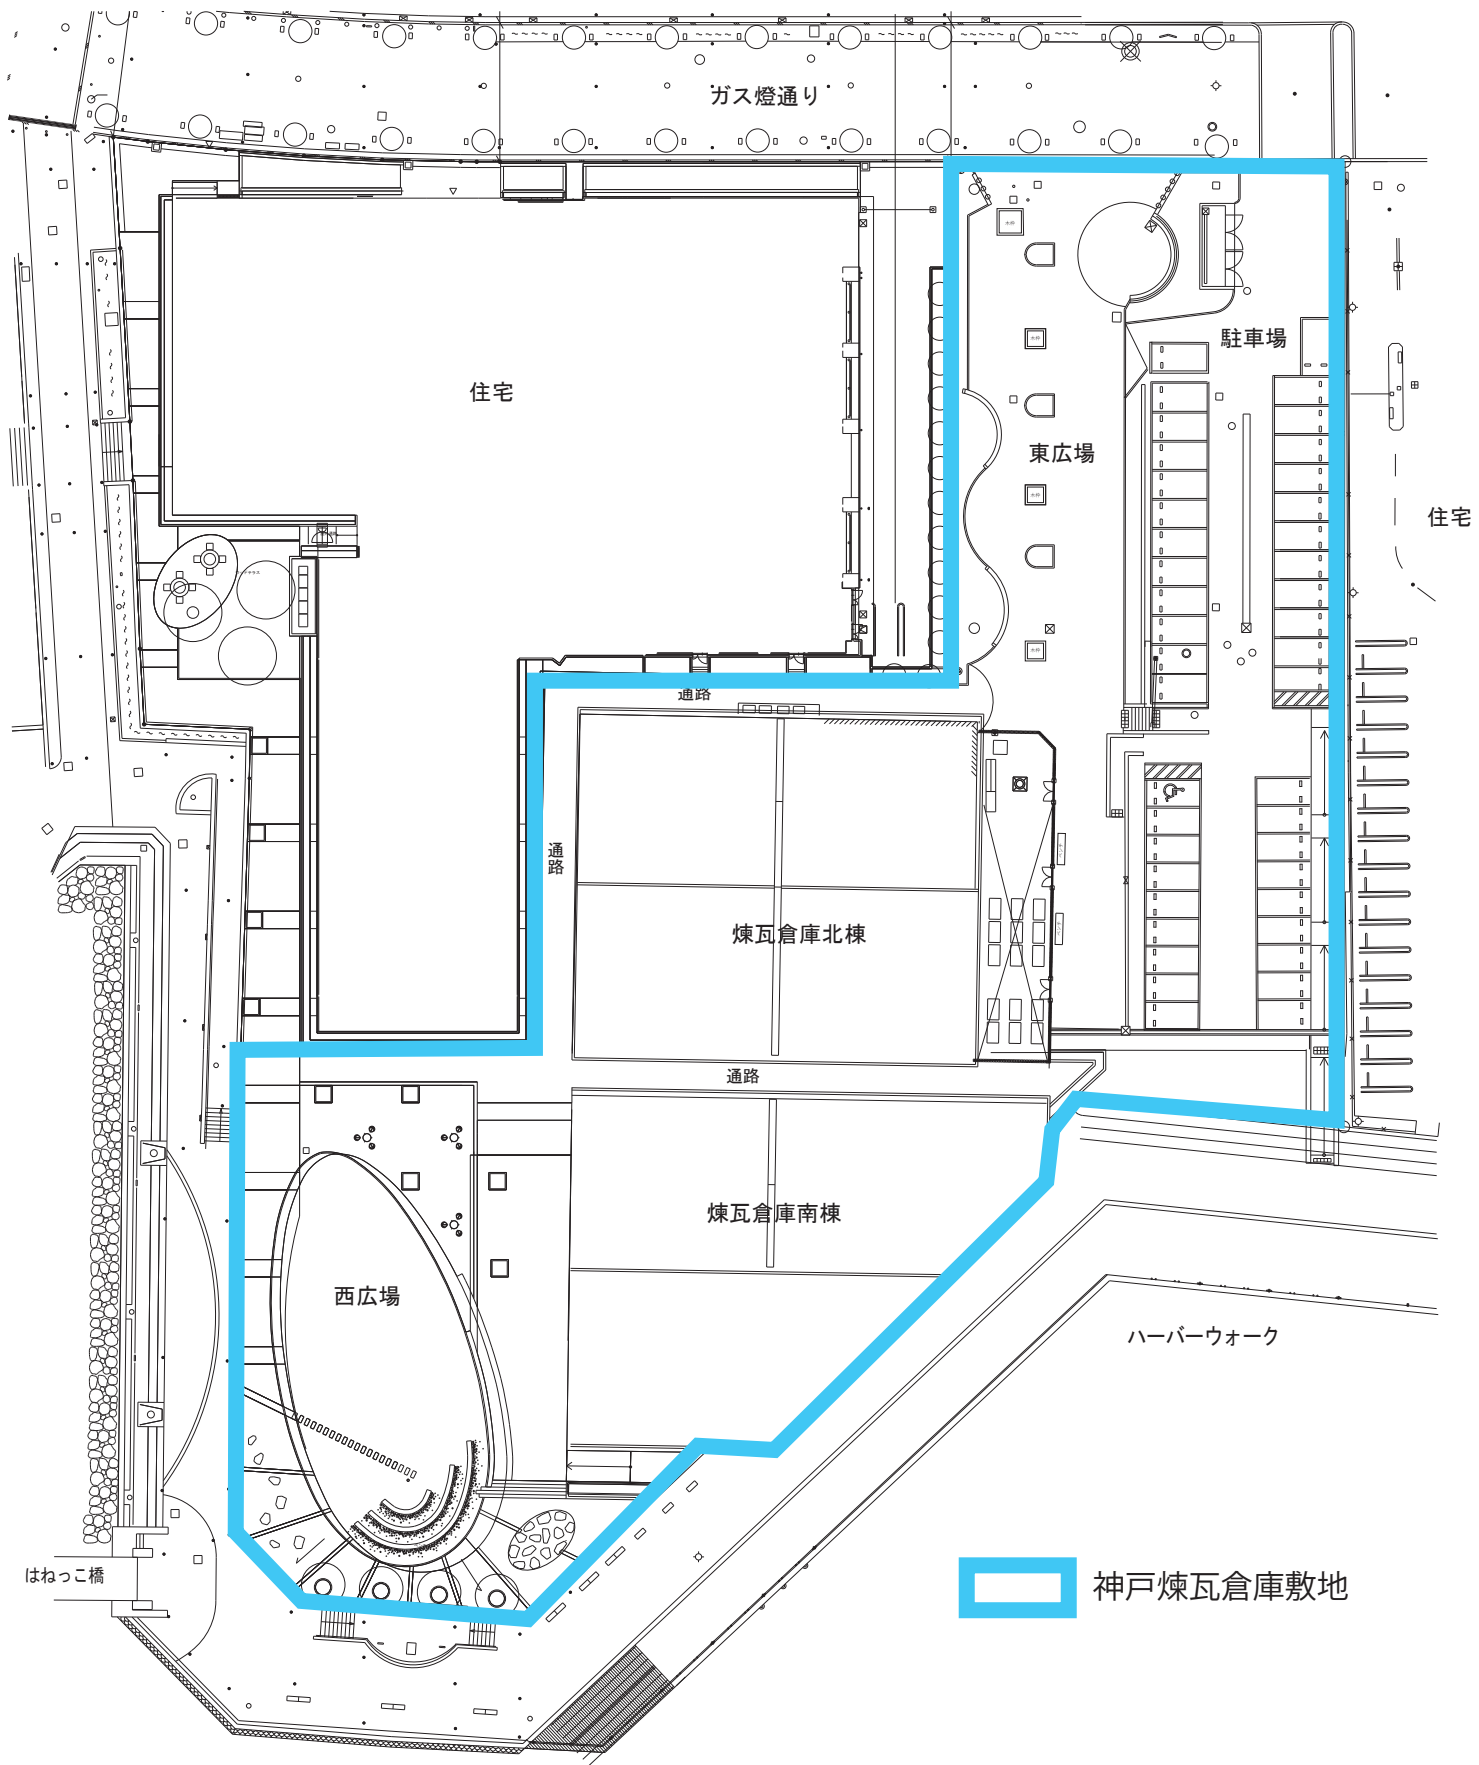 ガス燈通り
駐車場
住宅
東広場
住宅
通路
通路
煉瓦倉庫北棟
通路
煉瓦倉庫南棟
西広場
ハーバーウォーク
はねっこ橋
神戸煉瓦倉庫敷地